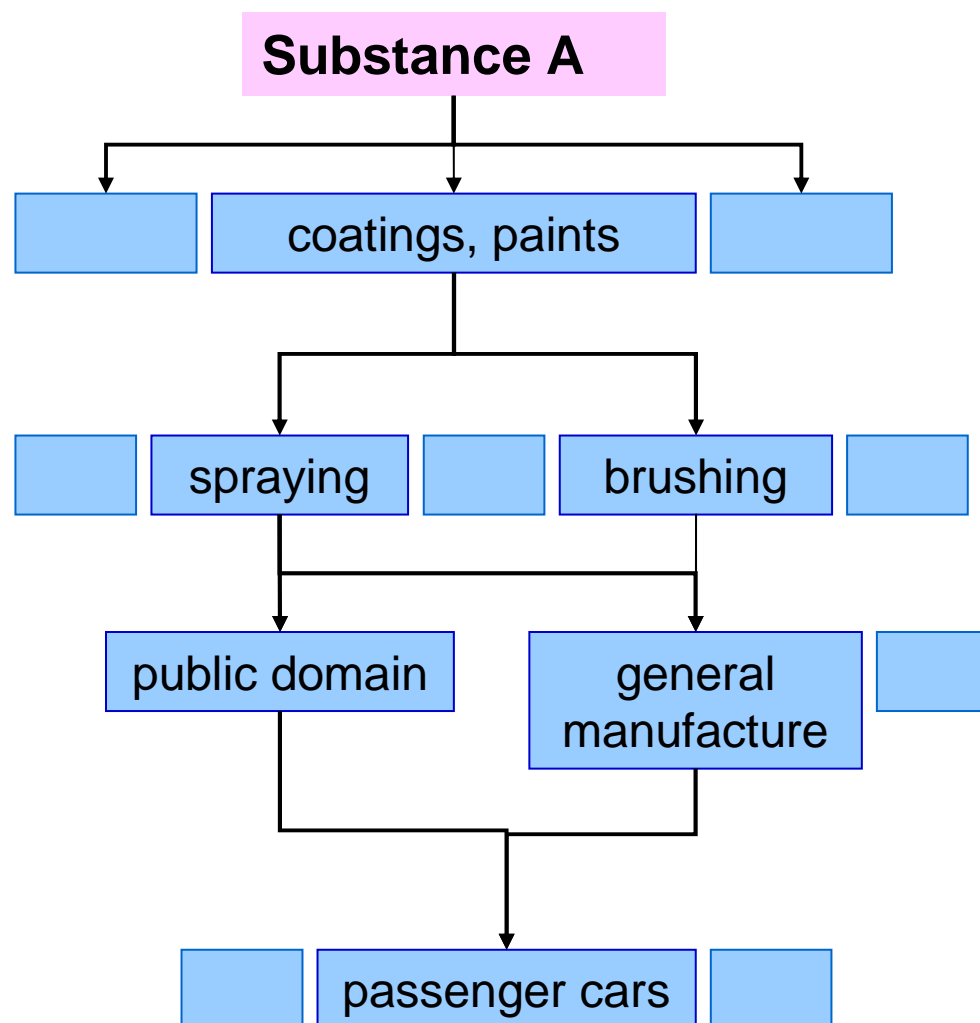 Substance A
coatings, paints
spraying
brushing
public domain
general
manufacture
passenger cars